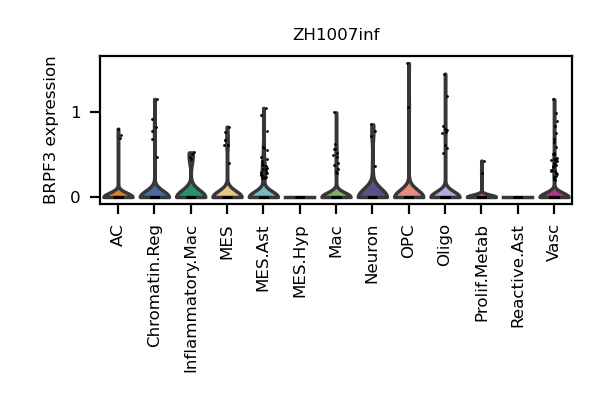 ZH1007inf
BRPF3 expression
1
0
AC
Chromatin.Reg
Inflammatory.Mac
MES
MES.Ast
MES.Hyp
Mac
Neuron
OPC
Oligo
Prolif.Metab
Reactive.Ast
Vasc